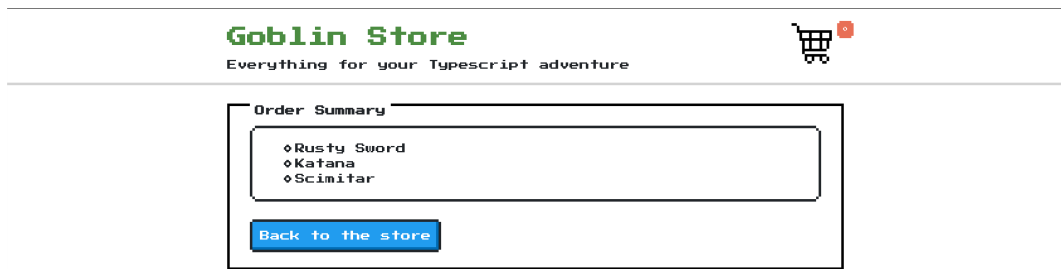 Goblin Store
Everything for your Typescript adventure
Order Summary
Rusty Sword
Katana
Scimitar
Back to the store